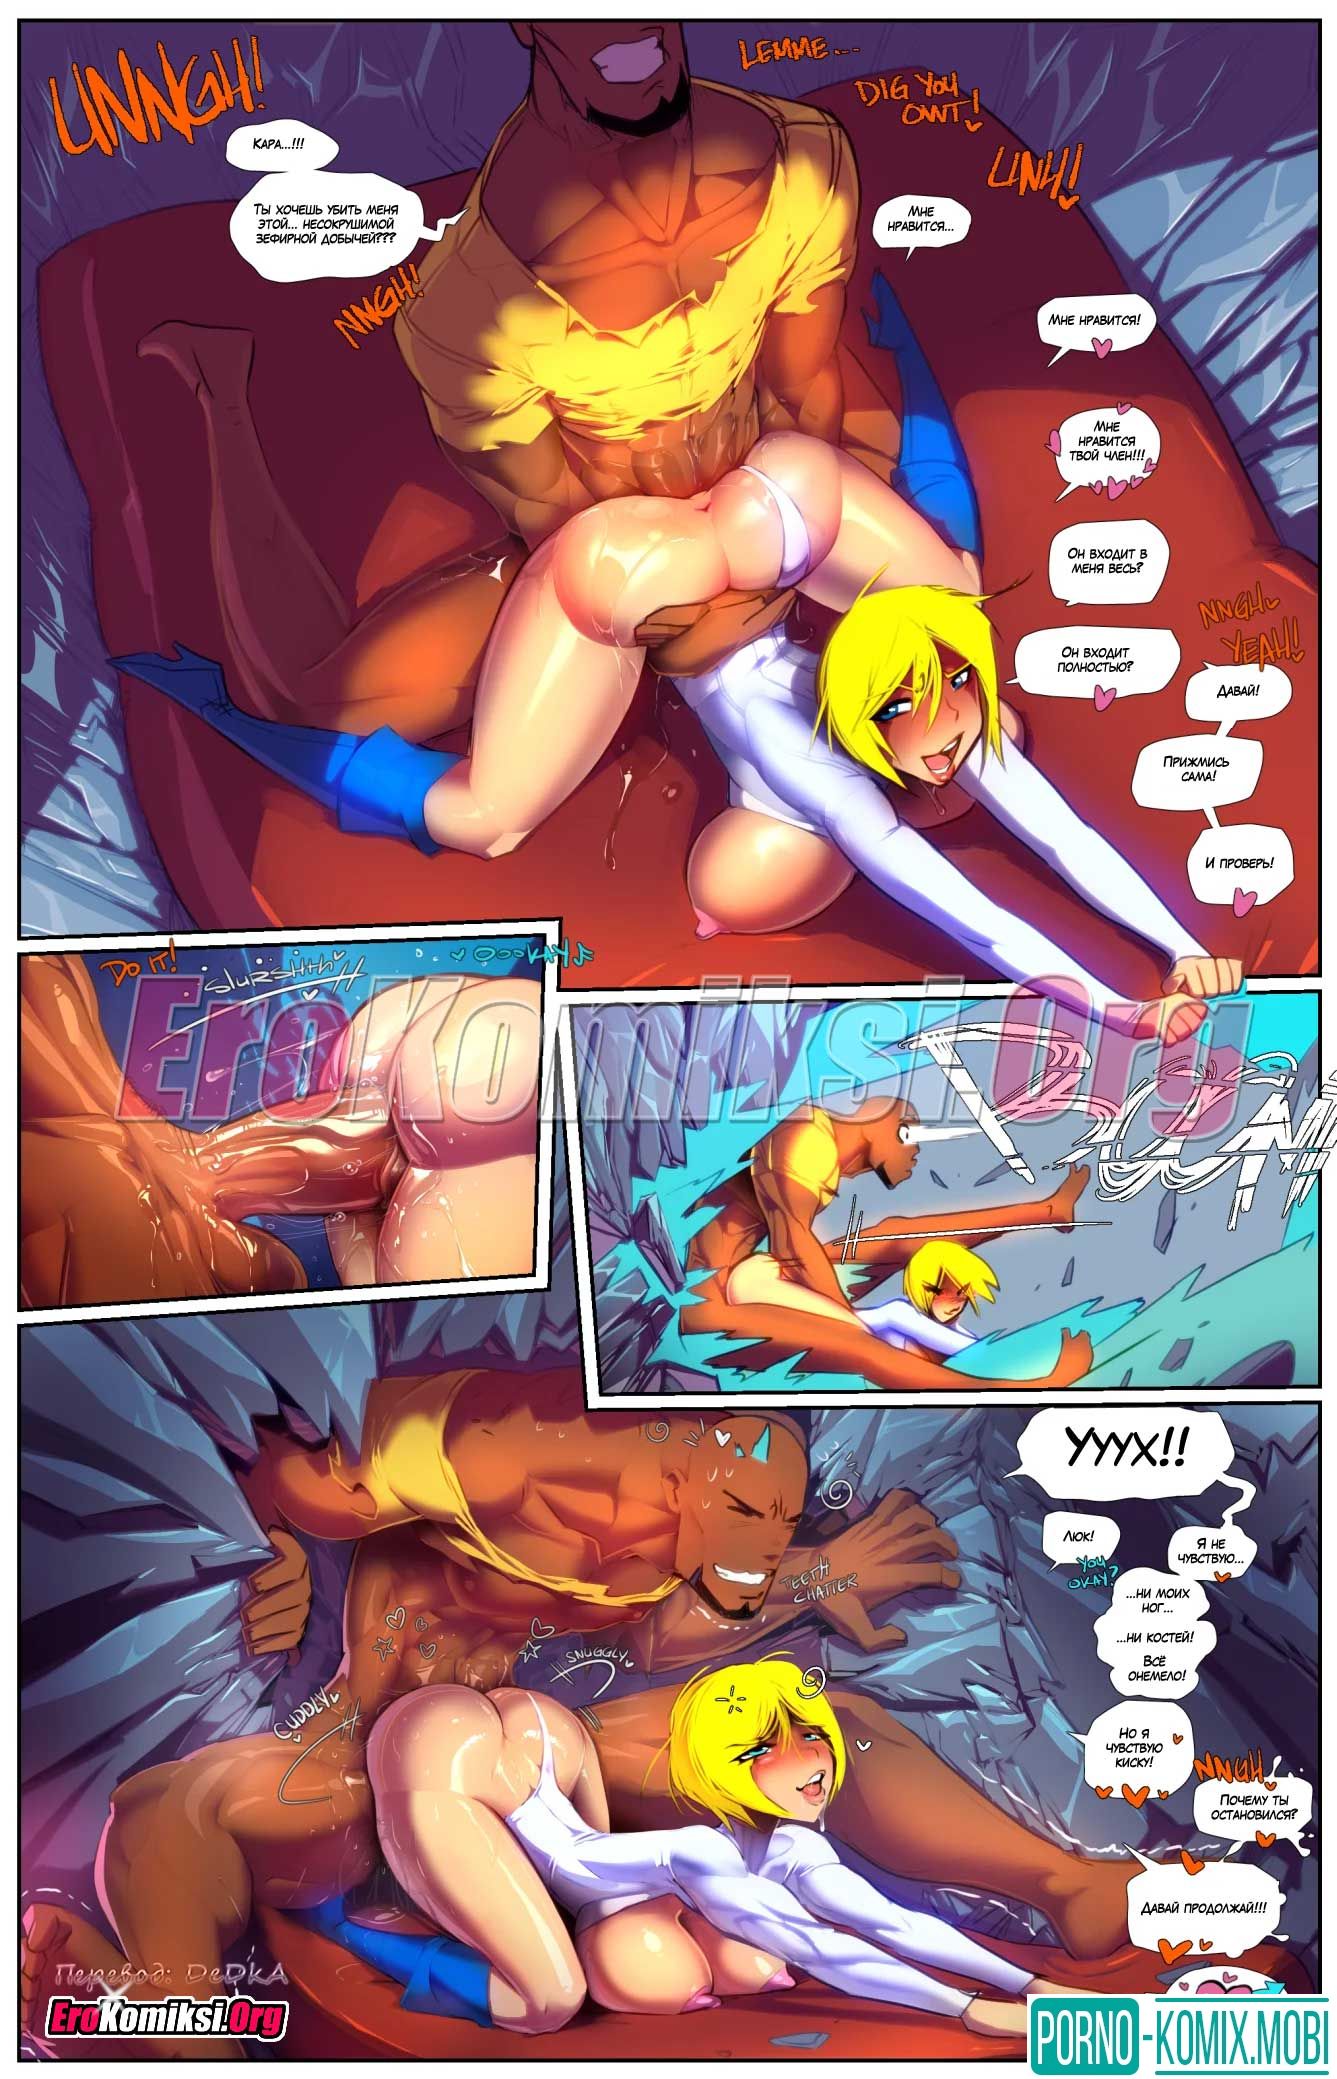 UNNGH!
LEMME...
DIG YOU
OWT!
UNH!
КАРА...!!!
ТЫ ХОЧЕШЬ УБИТЬ МЕНЯ
ЭТОЙ... НЕСОКРУШИМОЙ
ЗЕФИРНОЙ ДОБЫЧЕЙ???
NNGH!
МНЕ
НРАВИТСЯ...
МНЕ НРАВИТСЯ!
МНЕ
НРАВИТСЯ
ТВОЙ ЧЛЕН!!!
ОН ВХОДИТ В
МЕНЯ ВЕСЬ?
ОН ВХОДИТ
ПОЛНОСТЬЮ?
NNGH
YEAH!
ДАВАЙ!
ПРИЖМИСЬ
САМА!
И ПРОВЕРЬ!
DO IT!
SLURSHHHH
OOOKAY
EroKomiksi.Org
УУУХ!!
ЛЮК!
YOU
OKAY?
Я НЕ
ЧУВСТВУЮ...
...НИ МОИХ
НОГ...
...НИ КОСТЕЙ!
ВСЁ
ОНЕМЕЛО!
TEETH
CHATTER
SNUGGLY
CUDDLY
НО Я
ЧУВСТВУЮ
КИСКУ!
NNGH
ПОЧЕМУ ТЫ
ОСТАНОВИЛСЯ?
ДАВАЙ ПРОДОЛЖАЙ!!!
Перевод: DeDkA
EroKomiksi.Org
PORNO-KOMIX.MOBI